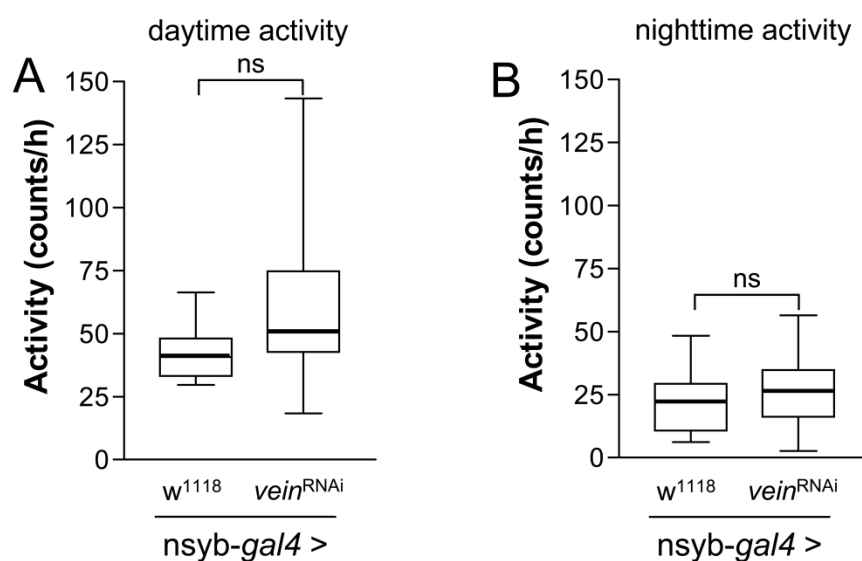 daytime activity
A
ns
Activity (counts/h)
150
125
100
75
50
25
0
w¹¹¹⁸ veinᴿᴺᴬⁱ
nsyb-gal4 >
nighttime activity
B
ns
Activity (counts/h)
150
125
100
75
50
25
0
w¹¹¹⁸ veinᴿᴺᴬⁱ
nsyb-gal4 >